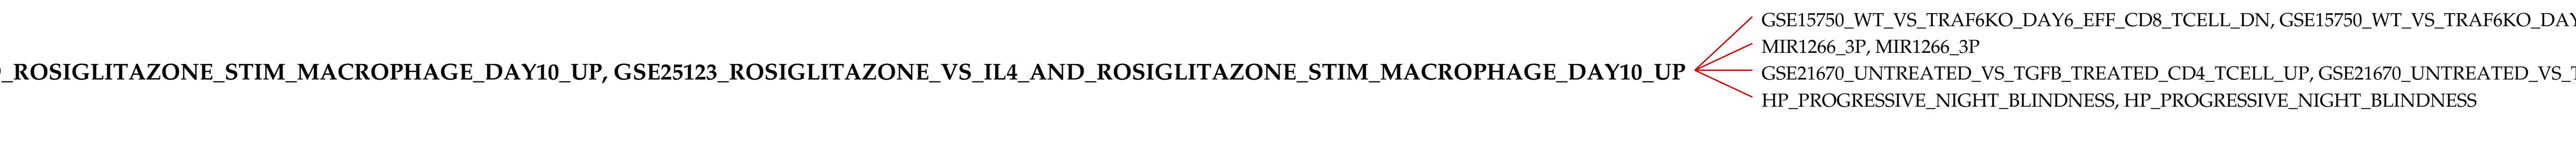 GSE15750_WT_VS_TRAF6KO_DAY6_EFF_CD8_TCELL_DN, GSE15750_WT_VS_TRAF6KO_DAY
MIR1266_3P, MIR1266_3P
_ROSIGLITAZONE_STIM_MACROPHAGE_DAY10_UP, GSE25123_ROSIGLITAZONE_VS_IL4_AND_ROSIGLITAZONE_STIM_MACROPHAGE_DAY10_UP
GSE21670_UNTREATED_VS_TGFB_TREATED_CD4_TCELL_UP, GSE21670_UNTREATED_VS_T
HP_PROGRESSIVE_NIGHT_BLINDNESS, HP_PROGRESSIVE_NIGHT_BLINDNESS